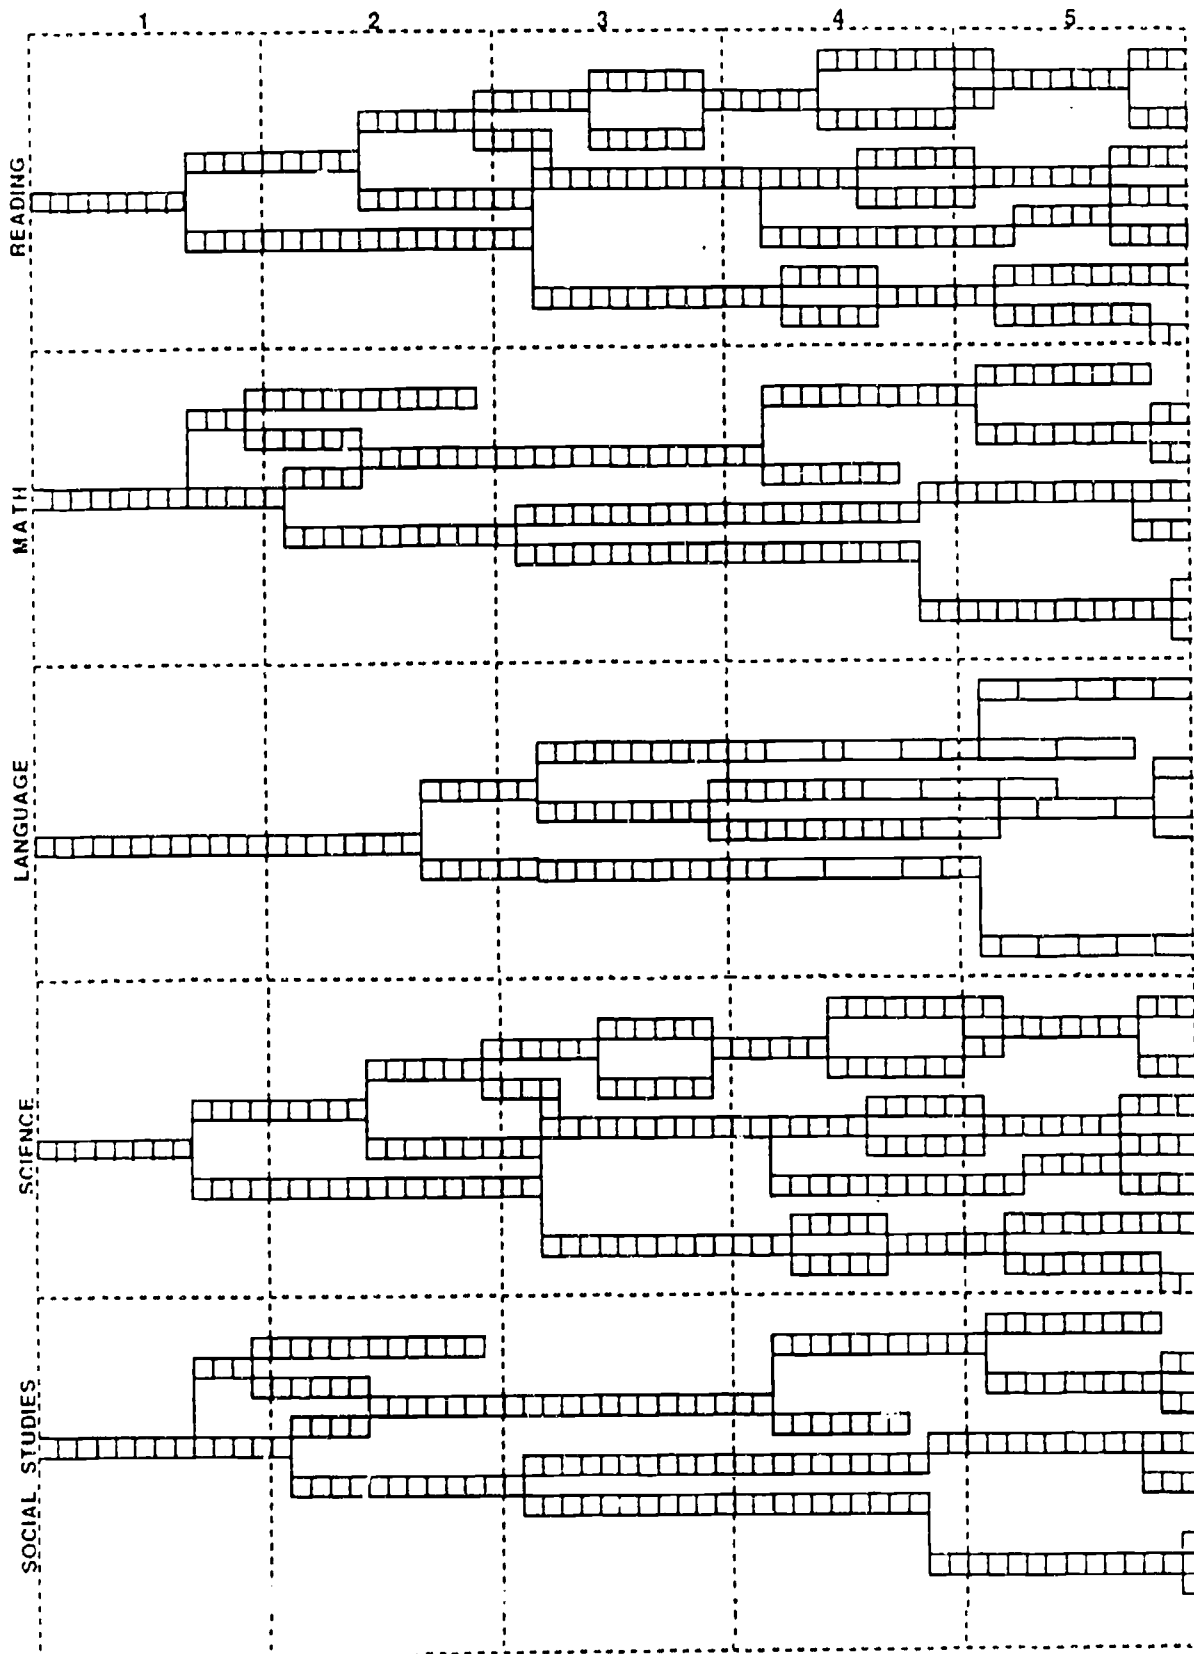 1 2 3 4 5
READING
MATH
LANGUAGE
SCIENCE
SOCIAL STUDIES